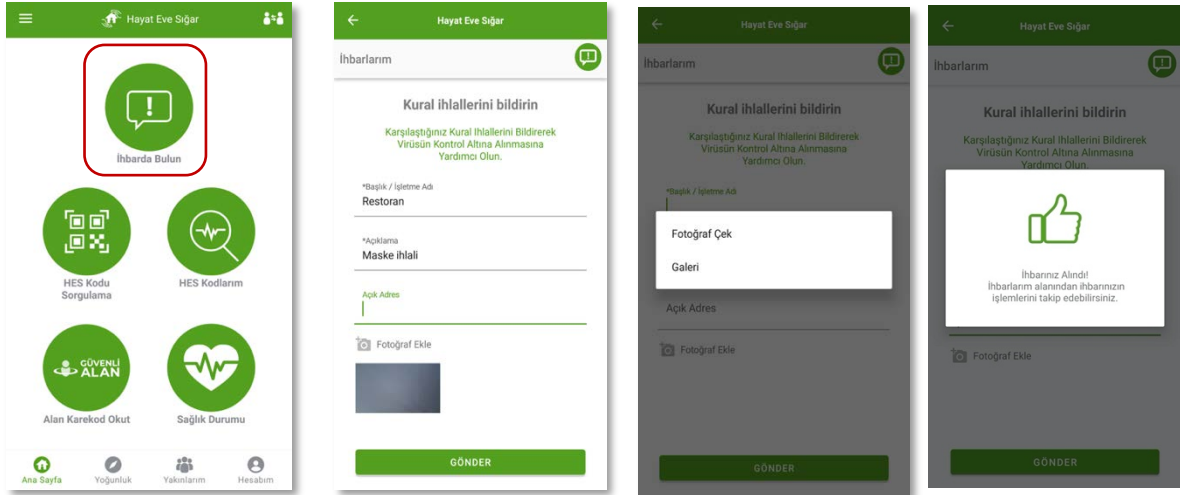 Hayat Eve Sığar
İhbarda Bulun
HES Kodu
Sorgulama
HES Kodlarım
GÜVENLİ
ALAN
Alan Karekod Okut
Sağlık Durumu
Ana Sayfa
Yoğunluk
Yakınlarım
Hesabım
Hayat Eve Sığar
İhbarlarım
Kural ihlallerini bildirin
Karşılaştığınız Kural Ihlallerini Bildirerek
Virüsün Kontrol Altına Alınmasına
Yardımcı Olun.
*Başlık / İşletme Adı
Restoran
*Açıklama
Maske ihlali
Açık Adres
Fotoğraf Ekle
GÖNDER
Hayat Eve Sığar
İhbarlarım
Kural ihlallerini bildirin
Karşılaştığınız Kural Ihlallerini Bildirerek
Virüsün Kontrol Altına Alınmasına
Yardımcı Olun.
*Başlık / İşletme Adı
Fotoğraf Çek
Galeri
Açık Adres
Fotoğraf Ekle
GÖNDER
Hayat Eve Sığar
İhbarlarım
Kural ihlallerini bildirin
Karşılaştığınız Kural Ihlallerini Bildirerek
Virüsün Kontrol Altına Alınmasına
Yardımcı Olun.
İhbarınız Alındı!
İhbarlarım alanından ihbarınızın
işlemlerini takip edebilirsiniz.
Fotoğraf Ekle
GÖNDER